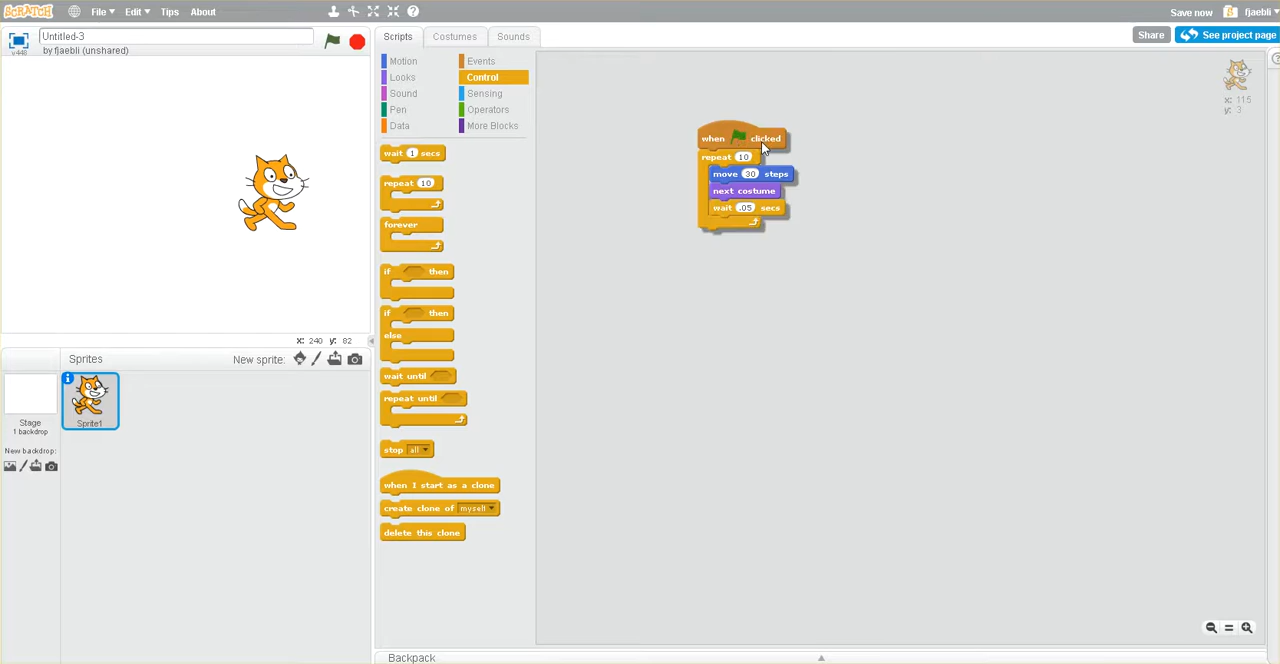 SCRATCH File Edit Tips About Save now fjaebli
v448 Untitled-3
by fjaebli (unshared)
Scripts Costumes Sounds
Share See project page
Motion Events
Looks Control
Sound Sensing
Pen Operators
Data More Blocks
x: 115
y: 3
wait 1 secs
repeat 10
forever
if then
if then
else
wait until
repeat until
stop all
when I start as a clone
create clone of myself
delete this clone
when clicked
repeat 10
move 30 steps
next costume
wait .05 secs
x: 240 y: 82
Sprites New sprite:
Stage
1 backdrop
New backdrop:
Sprite1
Backpack